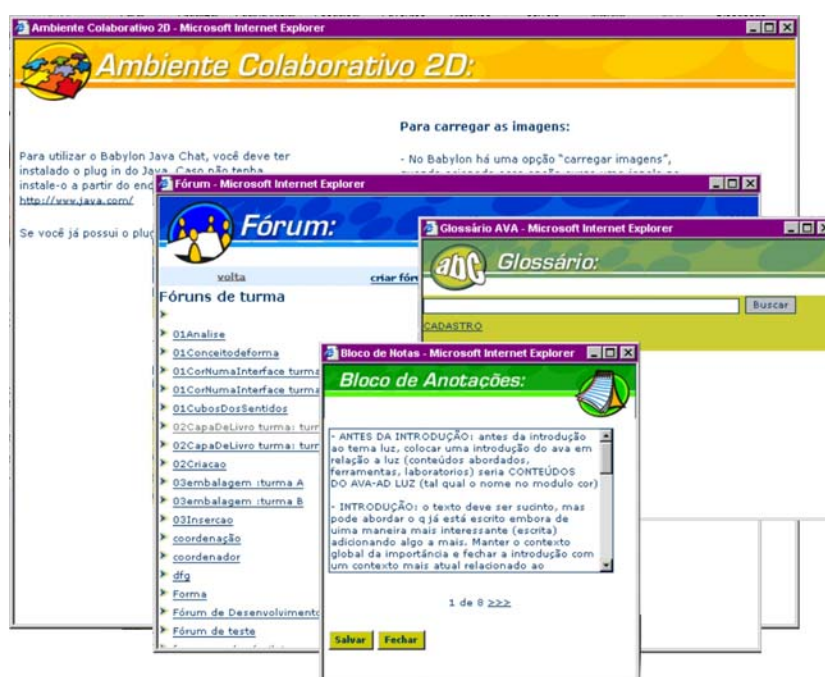 Ambiente Colaborativo 2D - Microsoft Internet Explorer
Ambiente Colaborativo 2D:
Para utilizar o Babylon Java Chat, você deve ter
instalado o plug in do Java. Caso não tenha
instale-o a partir do
http://www.java.com/
Se você já possui o
Para carregar as imagens:
- No Babylon há uma opção "carregar imagens",
Fórum - Microsoft Internet Explorer
Fórum:
volta
criar
Fóruns de turma
01Analise
01Conceitodeforma
01CorNumaInterface turma
01CorNumaInterface turma
01CubosDosSentidos
02CapaDeLivro turma:
02CapaDeLivro turma:
02Criacao
03embalagem :turma A
03embalagem :turma B
03Insercao
coordenação
coordenador
dfg
Forma
Fórum de Desenvolvimento
Fórum de teste
Glossário AVA - Microsoft Internet Explorer
abc
Glossário:
Buscar
CADASTRO
Bloco de Notas - Microsoft Internet Explorer
Bloco de Anotações:
- ANTES DA INTRODUÇÃO: antes da introdução
ao tema luz, colocar uma introdução do ava em
relação a luz (conteúdos abordados,
ferramentas, laboratorios) seria CONTEÚDOS
DO AVA-AD LUZ (tal qual o nome no modulo cor)
- INTRODUÇÃO: o texto deve ser sucinto, mas
pode abordar o q já está escrito embora de
uima maneira mais interessante (escrita)
adicionando algo a mais. Manter o contexto
global da importância e fechar a introdução com
um contexto mais atual relacionado ao
1 de 8 >>>
Salvar Fechar